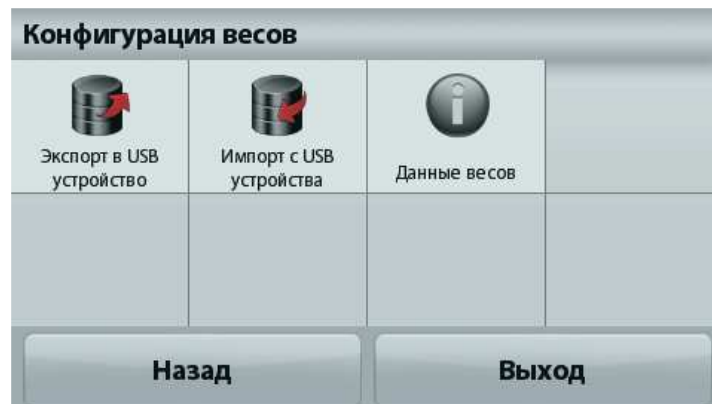 Конфигурация весов
Экспорт в USB
устройство
Импорт с USB
устройства
Данные весов
Назад
Выход